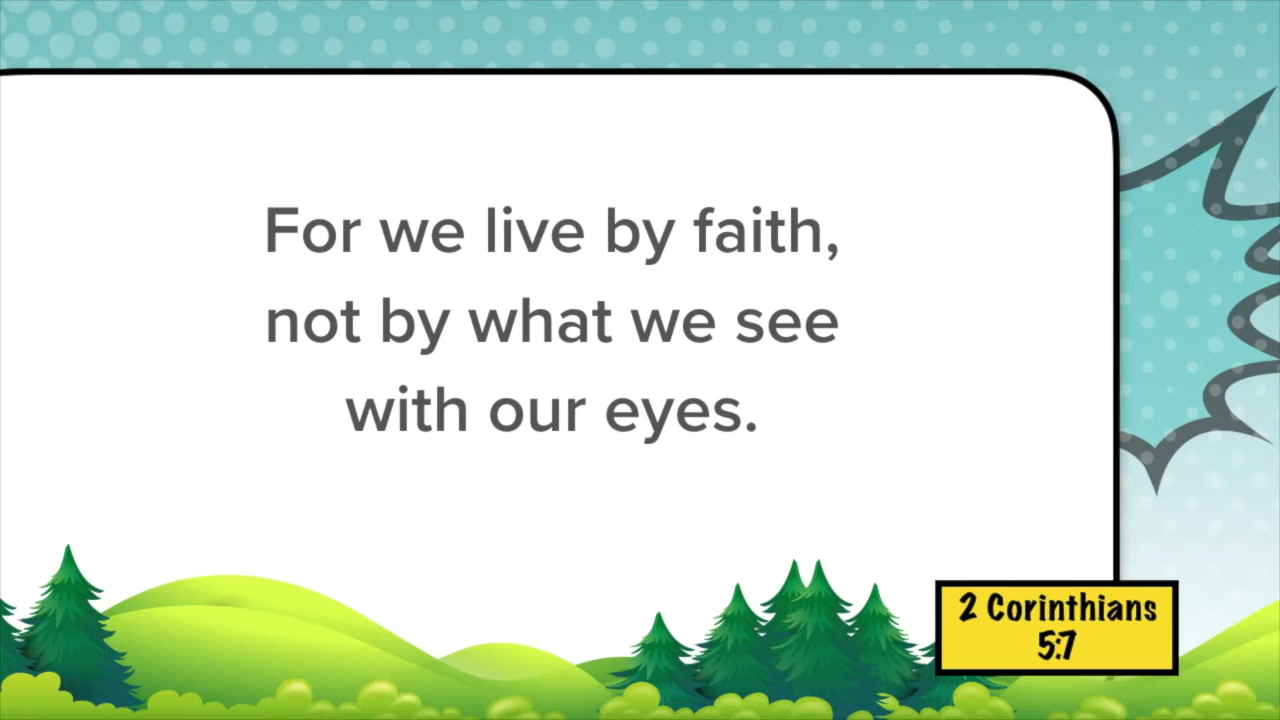 For we live by faith,
not by what we see
with our eyes.
2 Corinthians
5:7